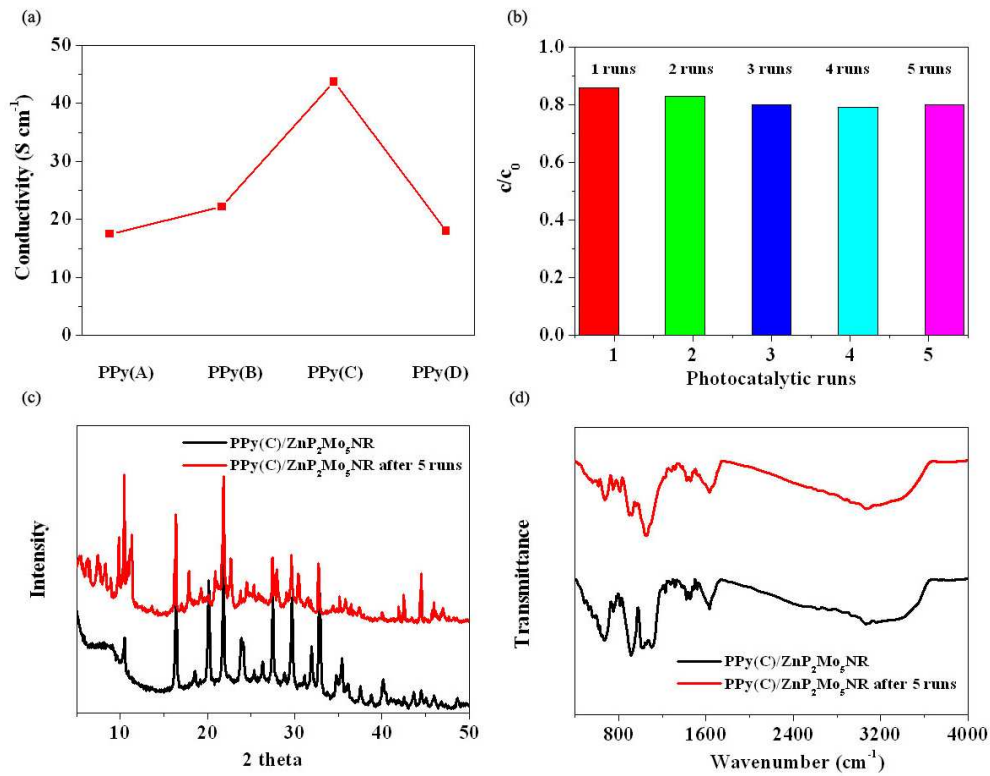 (a)
Conductivity (S cm⁻¹)
50
40
30
20
10
0
PPy(A) PPy(B) PPy(C) PPy(D)
(b)
c/c₀
1.0
0.8
0.6
0.4
0.2
0.0
1 runs 2 runs 3 runs 4 runs 5 runs
1 2 3 4 5
Photocatalytic runs
(c)
Intensity
PPy(C)/ZnP₂Mo₅NR
PPy(C)/ZnP₂Mo₅NR after 5 runs
10 20 30 40 50
2 theta
(d)
Transmittance
PPy(C)/ZnP₂Mo₅NR
PPy(C)/ZnP₂Mo₅NR after 5 runs
800 1600 2400 3200 4000
Wavenumber (cm⁻¹)